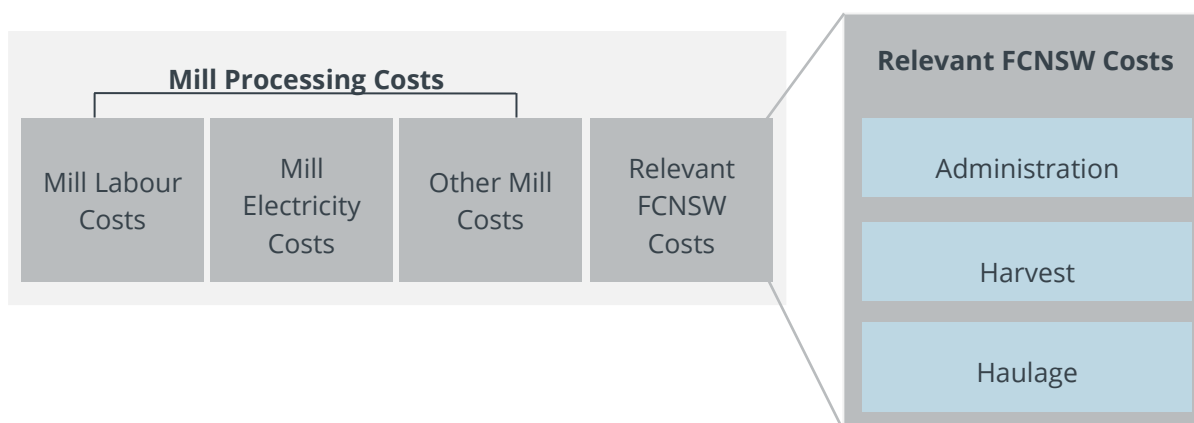 Mill Processing Costs
Mill Labour
Costs
Mill
Electricity
Costs
Other Mill
Costs
Relevant
FCNSW
Costs
Relevant FCNSW Costs
Administration
Harvest
Haulage